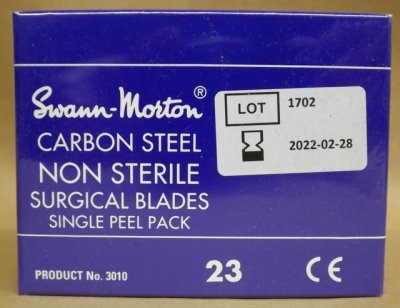 Swann-Morton®
LOT 1702
2022-02-28
CARBON STEEL
NON STERILE
SURGICAL BLADES
SINGLE PEEL PACK
PRODUCT No. 3010 23 CE